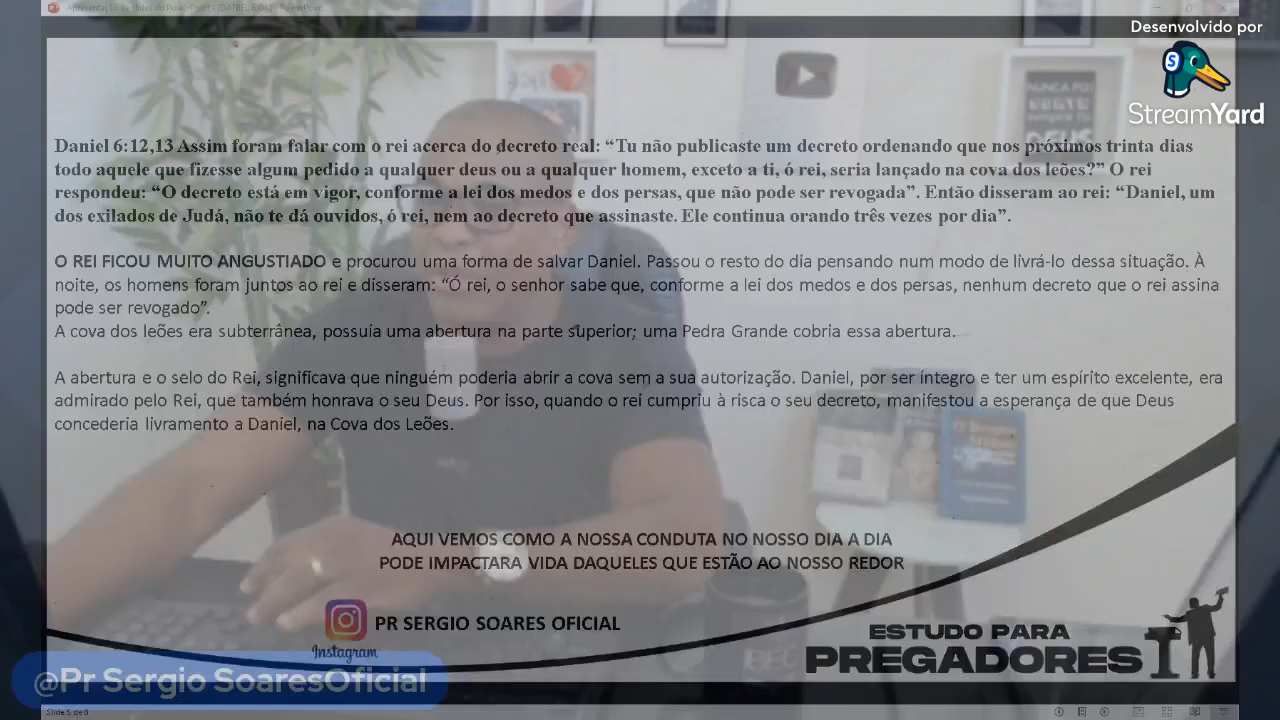 Apresentação de slides do PowerPoint - [DANIEL 6.0
Desenvolvido por
StreamYard
Daniel 6:12,13 Assim foram falar com o rei acerca do decreto real: “Tu não publicaste um decreto ordenando que nos próximos trinta dias
todo aquele que fizesse algum pedido a qualquer deus ou a qualquer homem, exceto a ti, ó rei, seria lançado na cova dos leões?” O rei
respondeu: “O decreto está em vigor, conforme a lei dos medos e dos persas, que não pode ser revogada”. Então disseram ao rei: “Daniel, um
dos exilados de Judá, não te dá ouvidos, ó rei, nem ao decreto que assinaste. Ele continua orando três vezes por dia”.
O REI FICOU MUITO ANGUSTIADO e procurou uma forma de salvar Daniel. Passou o resto do dia pensando num modo de livrá-lo dessa situação. À
noite, os homens foram juntos ao rei e disseram: “Ó rei, o senhor sabe que, conforme a lei dos medos e dos persas, nenhum decreto que o rei assina
pode ser revogado”.
A cova dos leões era subterrânea, possuía uma abertura na parte superior; uma Pedra Grande cobria essa abertura.
A abertura e o selo do Rei, significava que ninguém poderia abrir a cova sem a sua autorização. Daniel, por ser íntegro e ter um espírito excelente, era
admirado pelo Rei, que também honrava o seu Deus. Por isso, quando o rei cumpriu à risca o seu decreto, manifestou a esperança de que Deus
concederia livramento a Daniel, na Cova dos Leões.
AQUI VEMOS COMO A NOSSA CONDUTA NO NOSSO DIA A DIA
PODE IMPACTARA VIDA DAQUELES QUE ESTÃO AO NOSSO REDOR
PR SERGIO SOARES OFICIAL
Instagram
ESTUDO PARA
PREGADORES
@Pr Sergio SoaresOficial
Slide 5 de 8